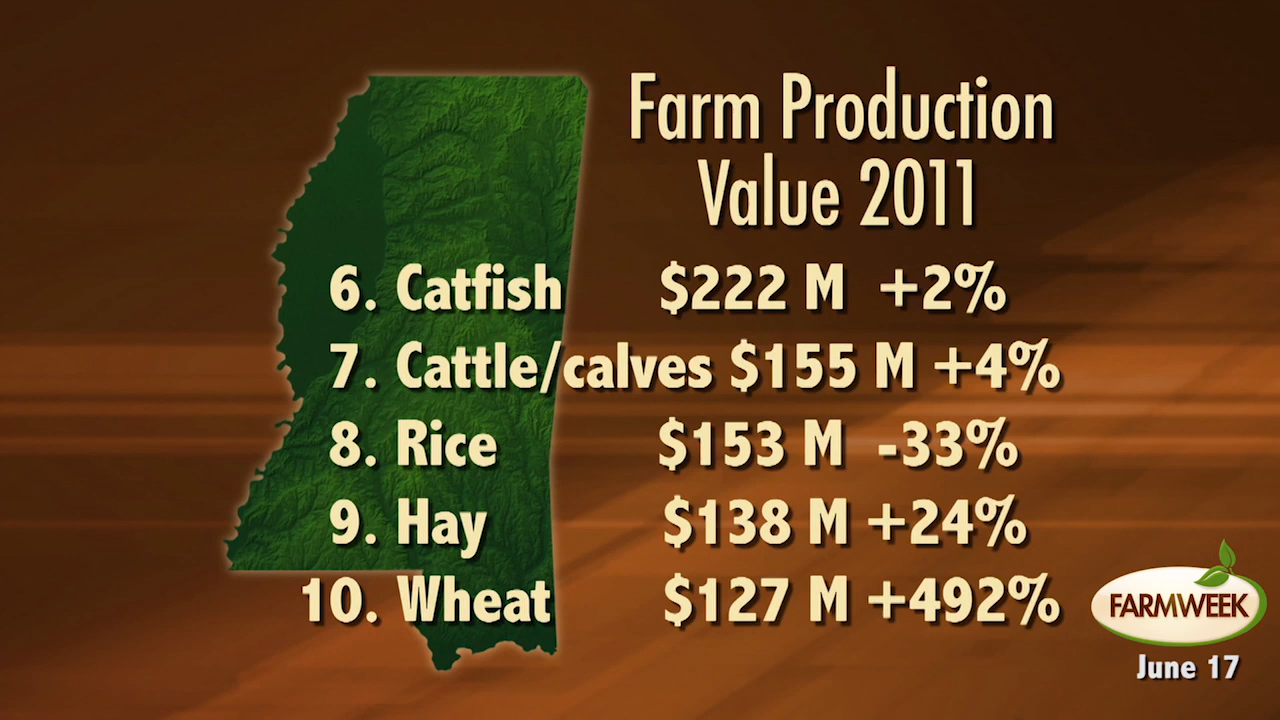 Farm Production
Value 2011
6. Catfish $222 M +2%
7. Cattle/calves $155 M +4%
8. Rice $153 M -33%
9. Hay $138 M +24%
10. Wheat $127 M +492%
FARMWEEK
June 17